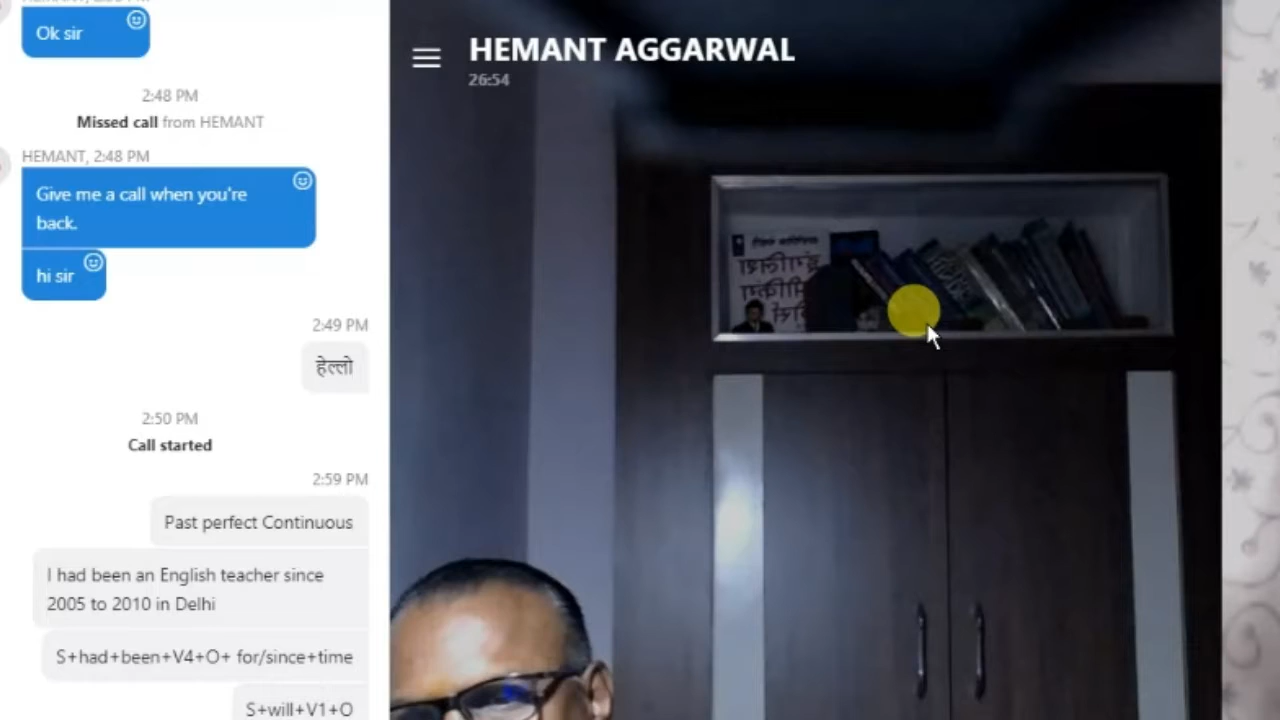 Ok sir
2:48 PM
Missed call from HEMANT
HEMANT, 2:48 PM
Give me a call when you're
back.
hi sir
2:49 PM
हेल्लो
2:50 PM
Call started
2:59 PM
Past perfect Continuous
I had been an English teacher since
2005 to 2010 in Delhi
S+had+been+V4+O+ for/since+time
S+will+V1+O
HEMANT AGGARWAL
26:54